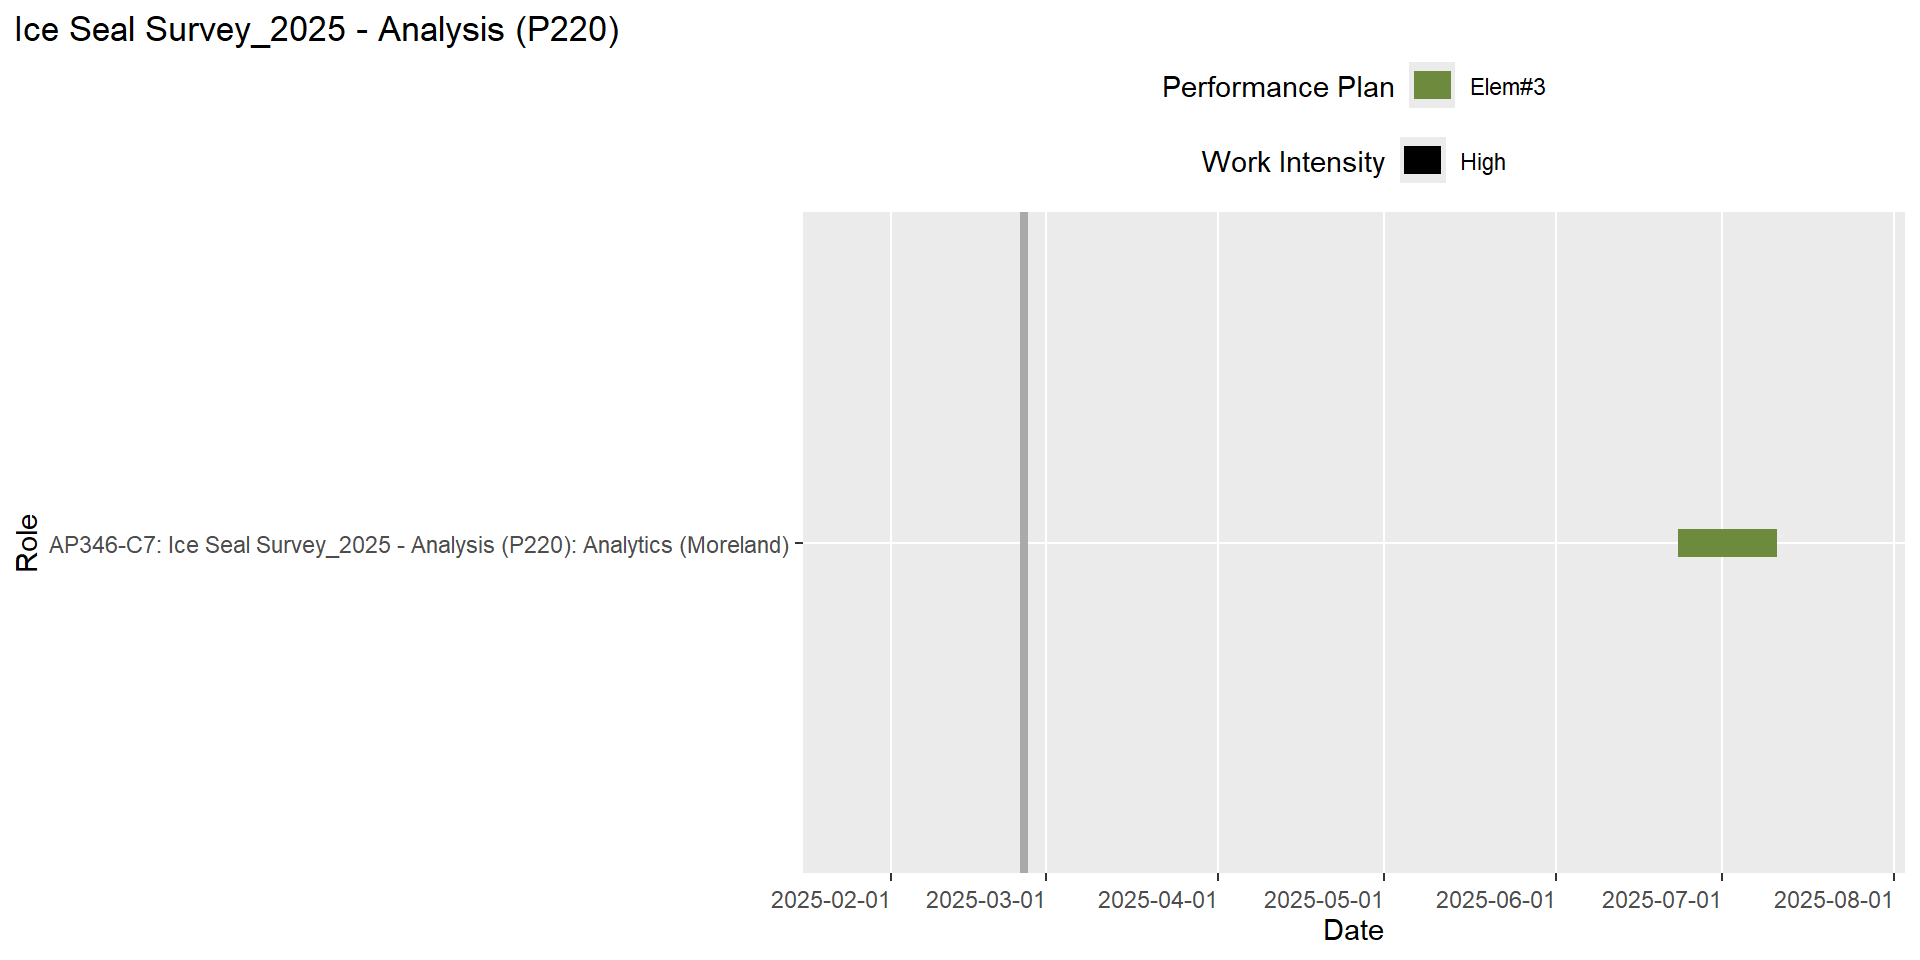 Ice Seal Survey_2025 - Analysis (P220)
Performance Plan Elem#3
Work Intensity High
Role
AP346-C7: Ice Seal Survey_2025 - Analysis (P220): Analytics (Moreland)
2025-02-01 2025-03-01 2025-04-01 2025-05-01 2025-06-01 2025-07-01 2025-08-01
Date